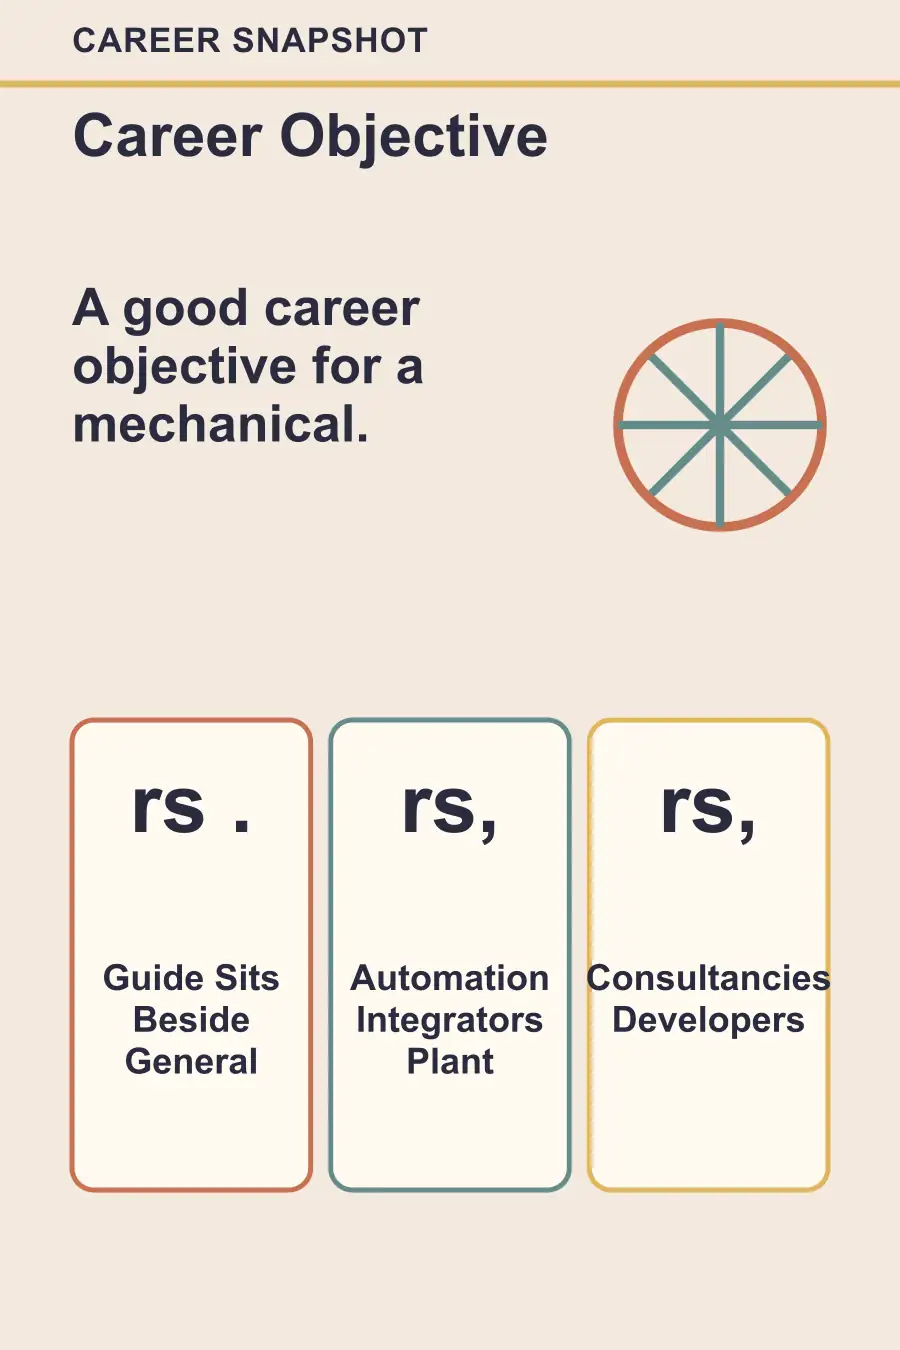 CAREER SNAPSHOT
Career Objective
A good career
objective for a
mechanical.
rs .
Guide Sits
Beside
General
rs,
Automation
Integrators
Plant
rs,
Consultancies
Developers